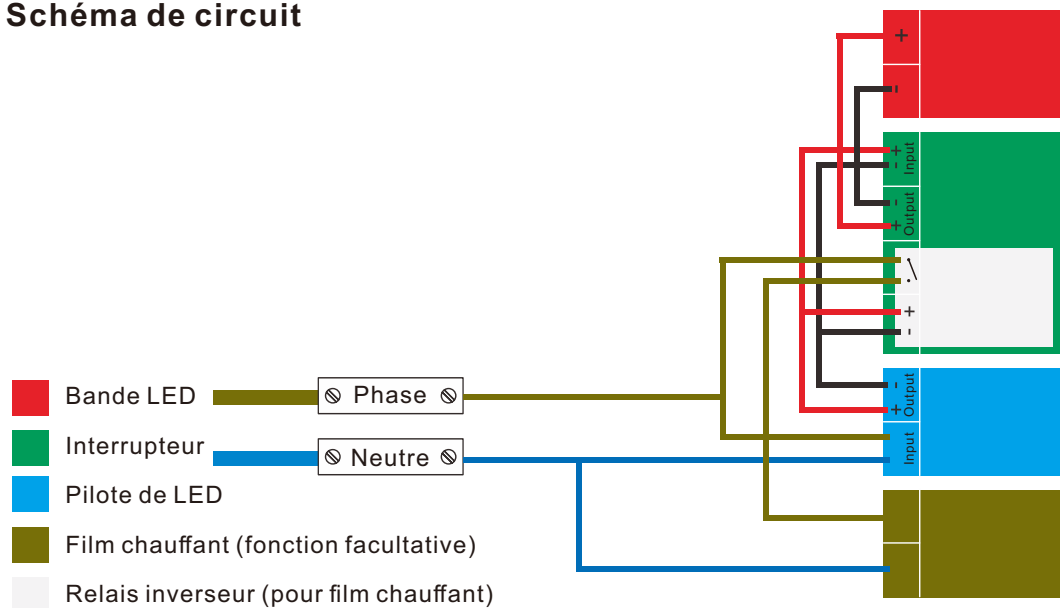 Schéma de circuit
+
-
+
-
Input
-
+
Output
+
-
-
+
Output
Input
Phase
Neutre
Bande LED
Interrupteur
Pilote de LED
Film chauffant (fonction facultative)
Relais inverseur (pour film chauffant)